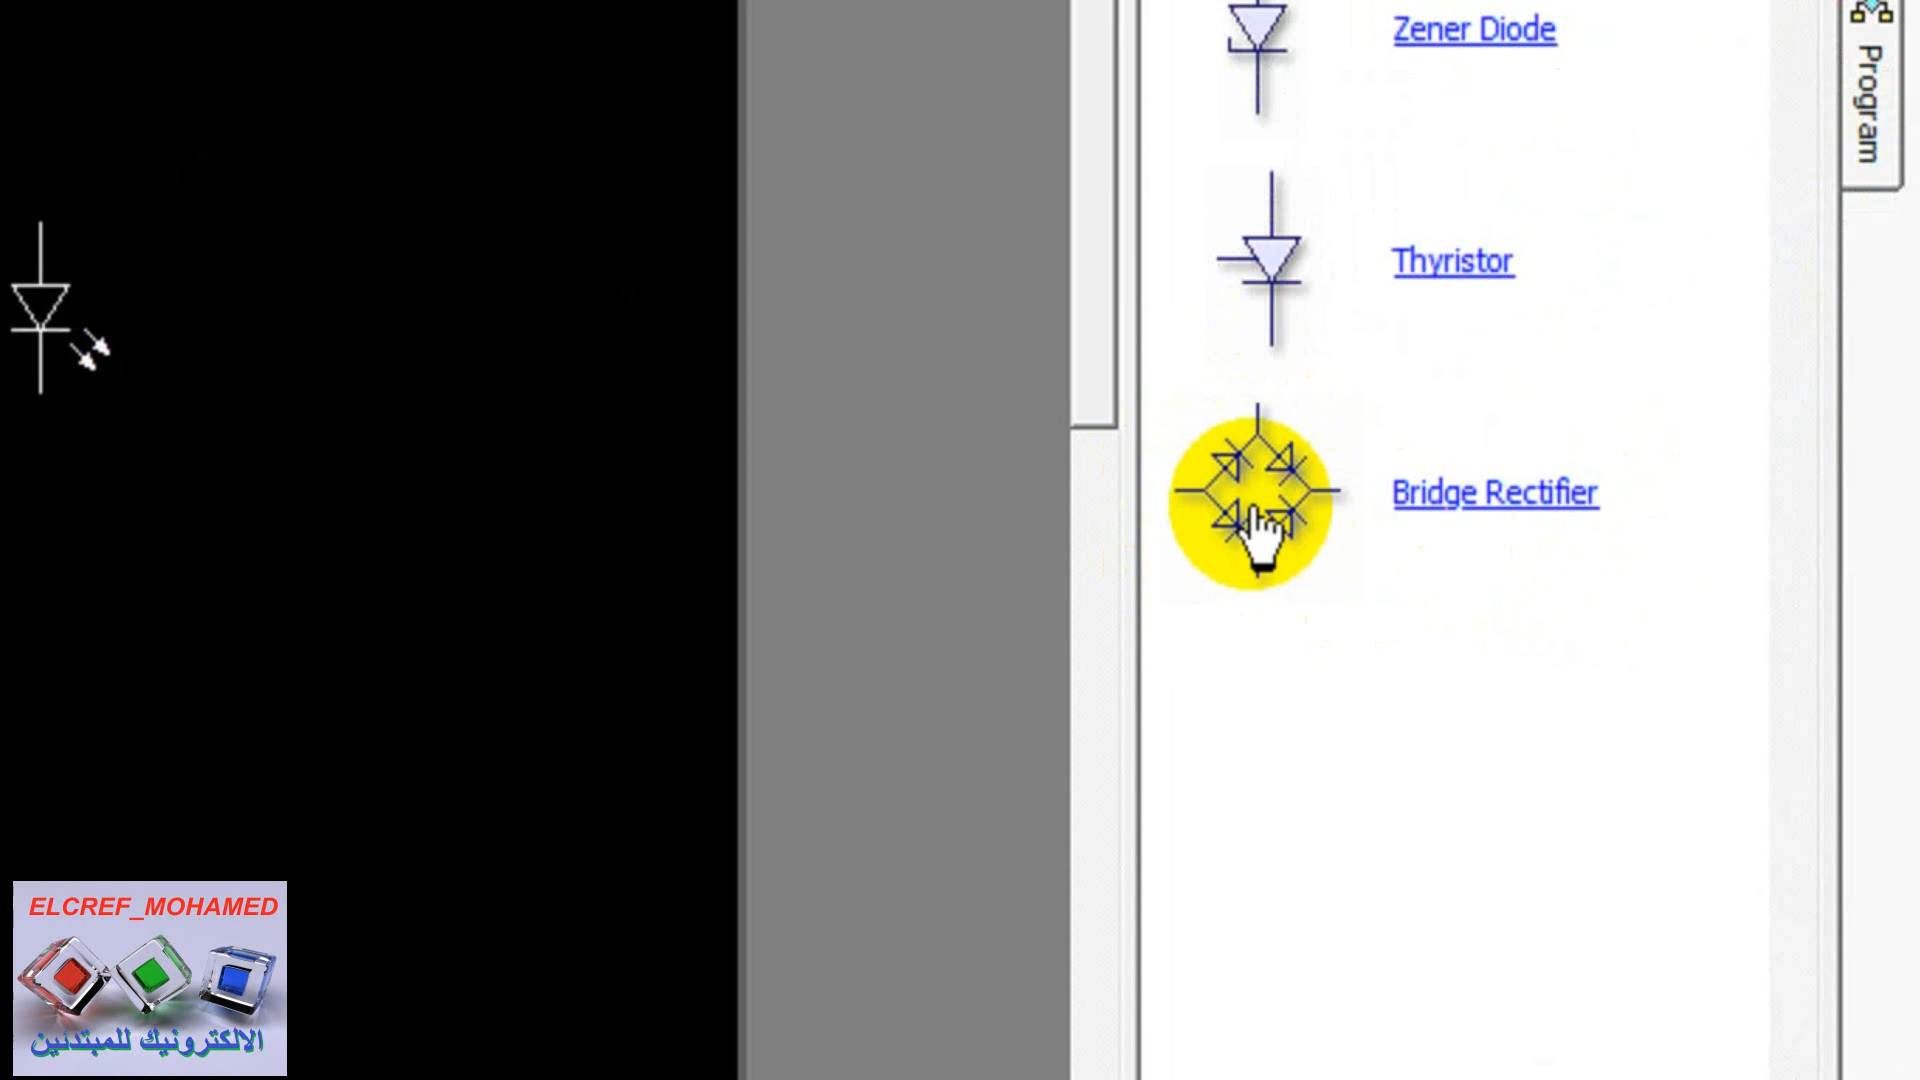 Zener Diode
Program
Thyristor
Bridge Rectifier
ELCREF_MOHAMED
الالكترونيك للمبتدئين